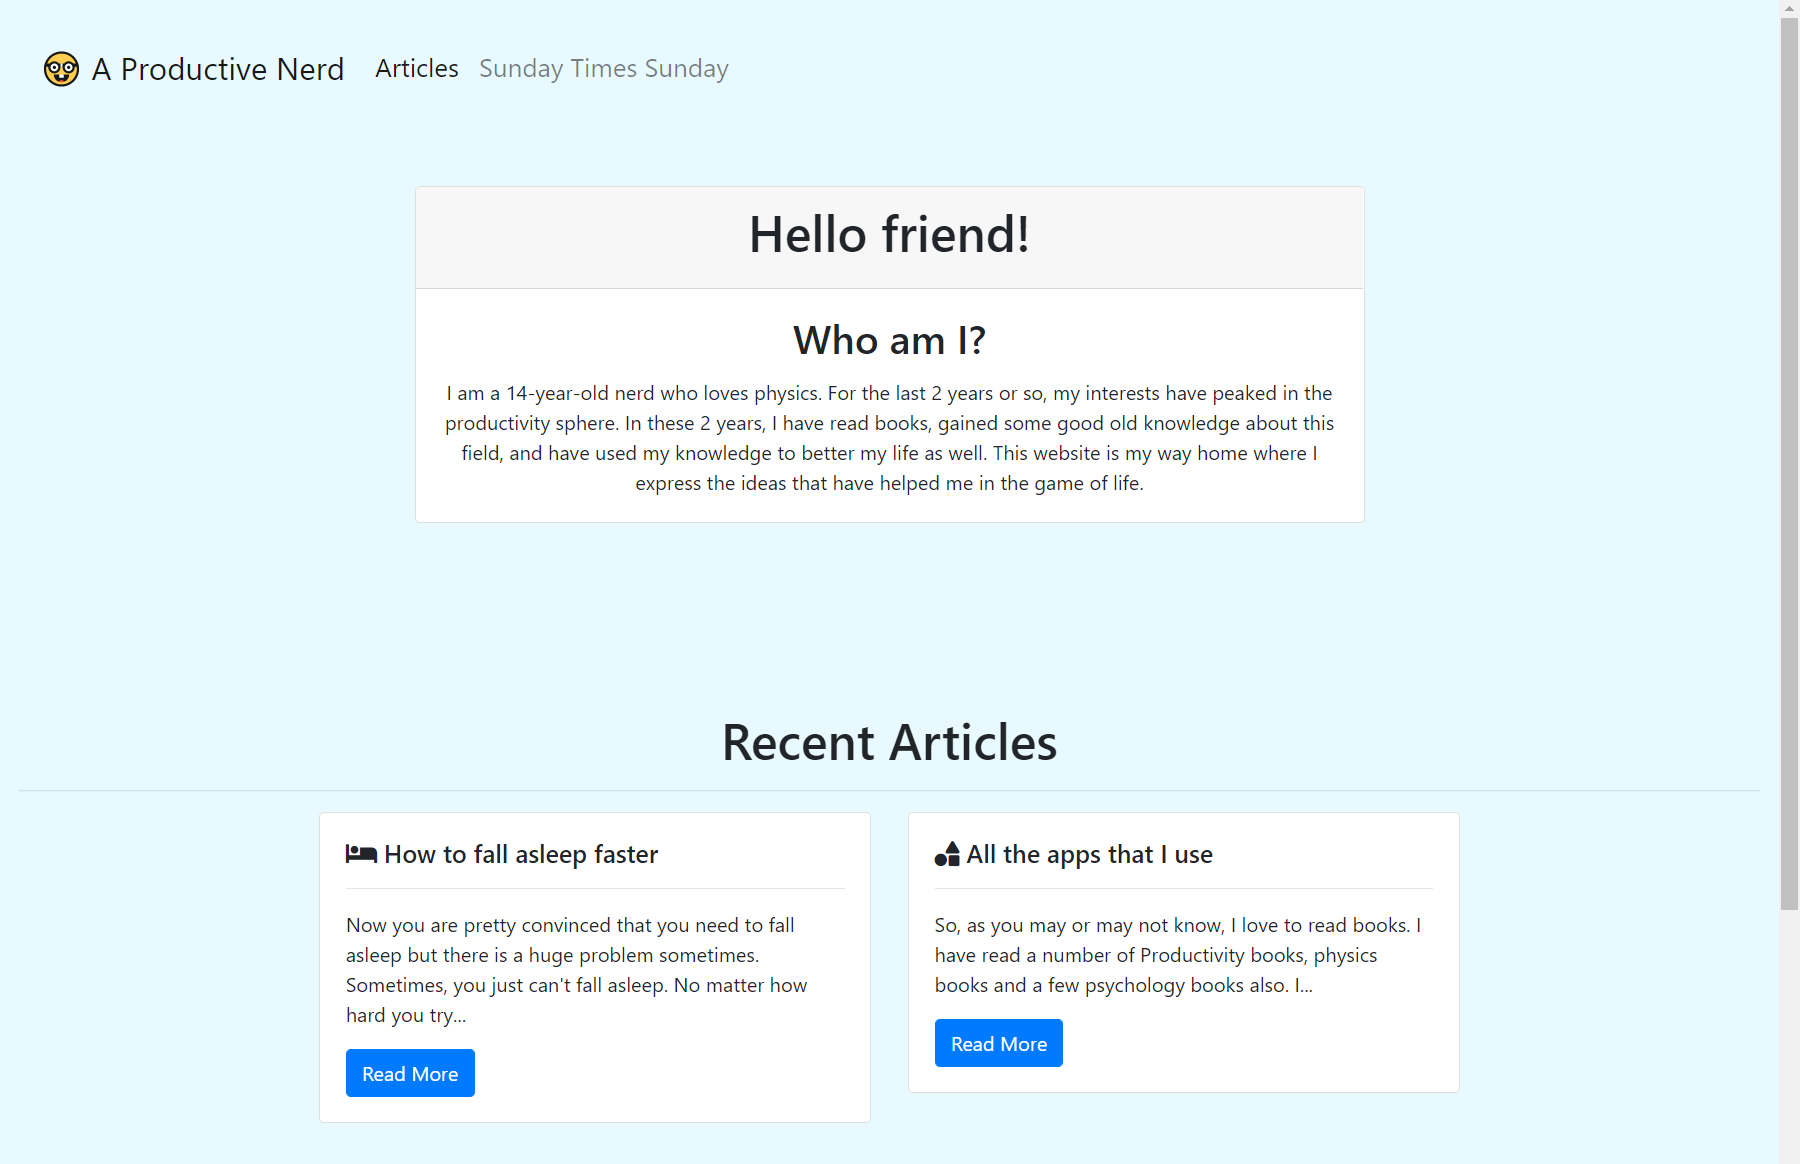 A Productive Nerd Articles Sunday Times Sunday
Hello friend!
Who am I?
I am a 14-year-old nerd who loves physics. For the last 2 years or so, my interests have peaked in the
productivity sphere. In these 2 years, I have read books, gained some good old knowledge about this
field, and have used my knowledge to better my life as well. This website is my way home where I
express the ideas that have helped me in the game of life.
Recent Articles
How to fall asleep faster
Now you are pretty convinced that you need to fall
asleep but there is a huge problem sometimes.
Sometimes, you just can't fall asleep. No matter how
hard you try...
Read More
All the apps that I use
So, as you may or may not know, I love to read books. I
have read a number of Productivity books, physics
books and a few psychology books also. I...
Read More